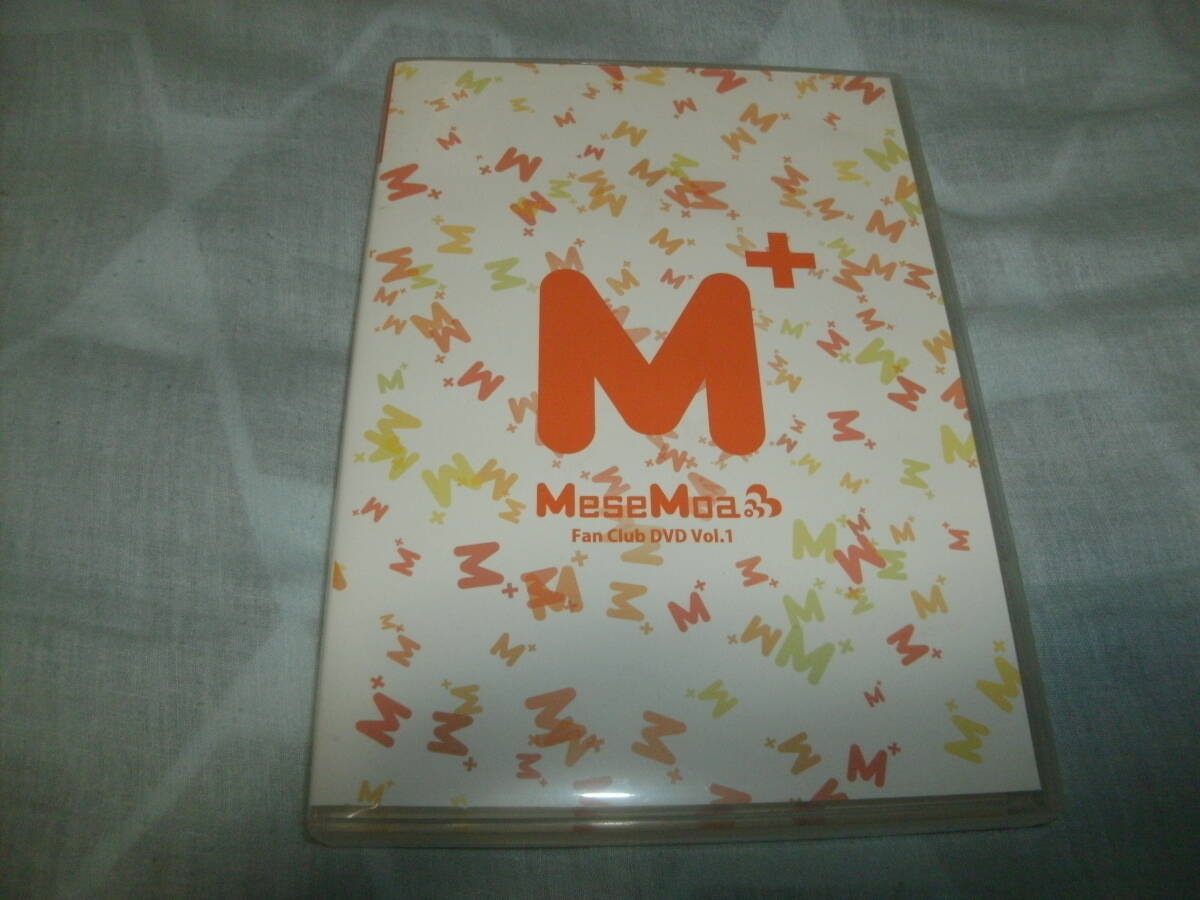 M+
MeseMoa.
Fan Club DVD Vol.1